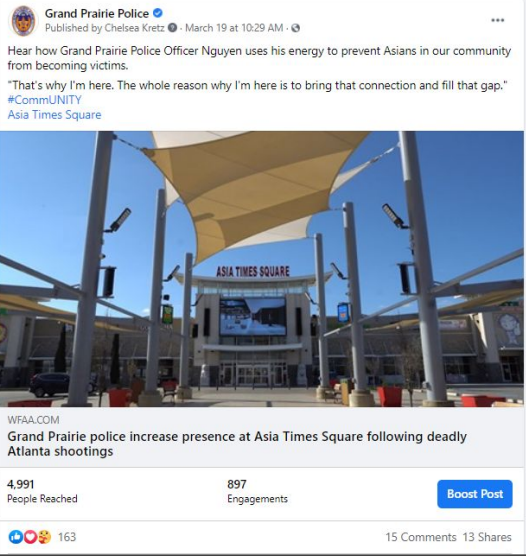 Grand Prairie Police
Published by Chelsea Kretz · March 19 at 10:29 AM ·
Hear how Grand Prairie Police Officer Nguyen uses his energy to prevent Asians in our community
from becoming victims.
"That's why I'm here. The whole reason why I'm here is to bring that connection and fill that gap."
#CommUNITY
Asia Times Square
ASIA TIMES SQUARE
WFAA.COM
Grand Prairie police increase presence at Asia Times Square following deadly
Atlanta shootings
4,991
People Reached
897
Engagements
Boost Post
163
15 Comments 13 Shares